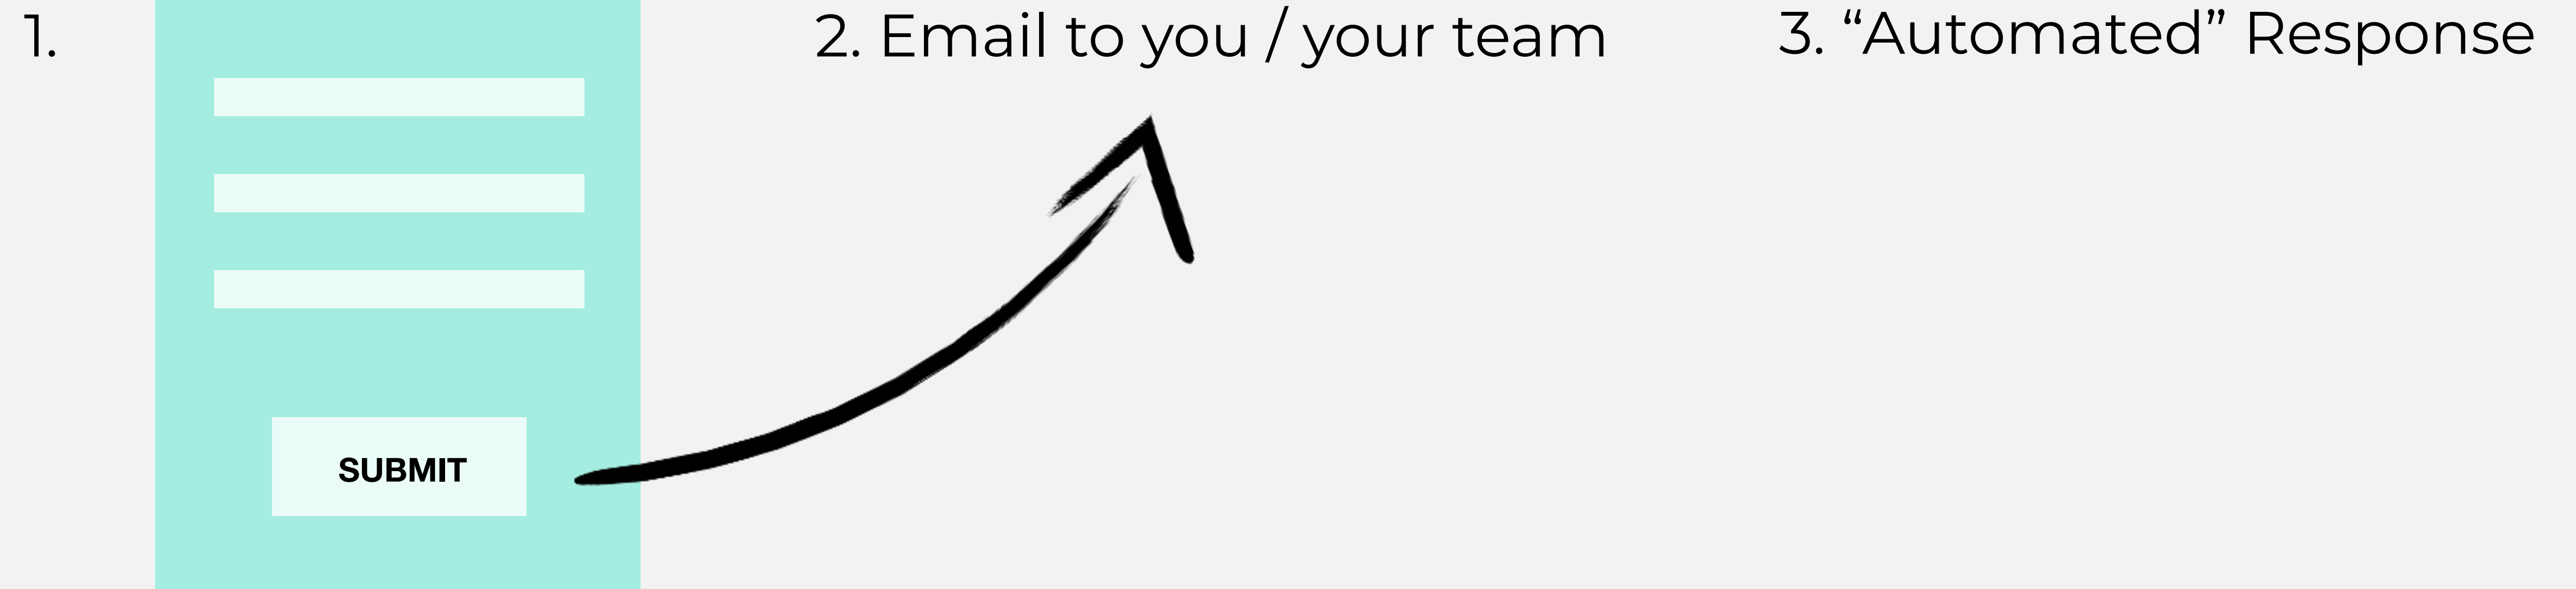 1.
2. Email to you / your team
3. “Automated” Response
SUBMIT